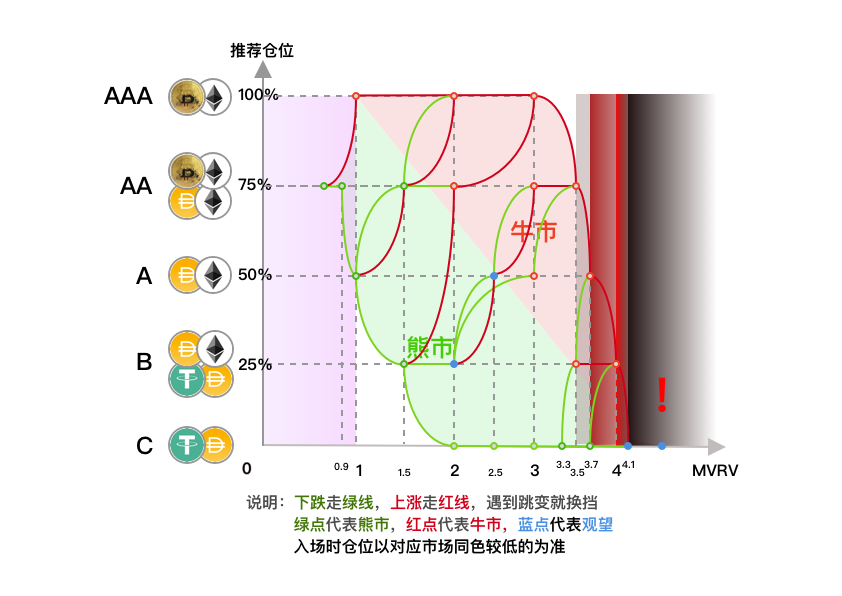 推荐仓位
AAA
100%
AA
75%
牛市
A
50%
熊市
B
25%
!
C
0
0.9
1
1.5
2
2.5
3
3.3
3.5
3.7
4
4.1
MVRV
说明：下跌走绿线，上涨走红线，遇到跳变就换挡
绿点代表熊市，红点代表牛市，蓝点代表观望
入场时仓位以对应市场同色较低的为准